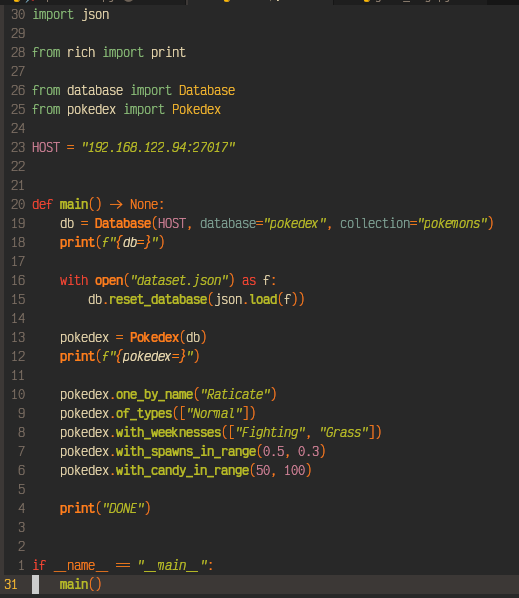 30 import json
29
28 from rich import print
27
26 from database import Database
25 from pokedex import Pokedex
24
23 HOST = "192.168.122.94:27017"
22
21
20 def main() -> None:
19     db = Database(HOST, database="pokedex", collection="pokemons")
18     print(f"{db=}")
17
16     with open("dataset.json") as f:
15         db.reset_database(json.load(f))
14
13     pokedex = Pokedex(db)
12     print(f"{pokedex=}")
11
10     pokedex.one_by_name("Raticate")
9     pokedex.of_types(["Normal"])
8     pokedex.with_weeknesses(["Fighting", "Grass"])
7     pokedex.with_spawns_in_range(0.5, 0.3)
6     pokedex.with_candy_in_range(50, 100)
5
4     print("DONE")
3
2
1 if __name__ == "__main__":
31     main()